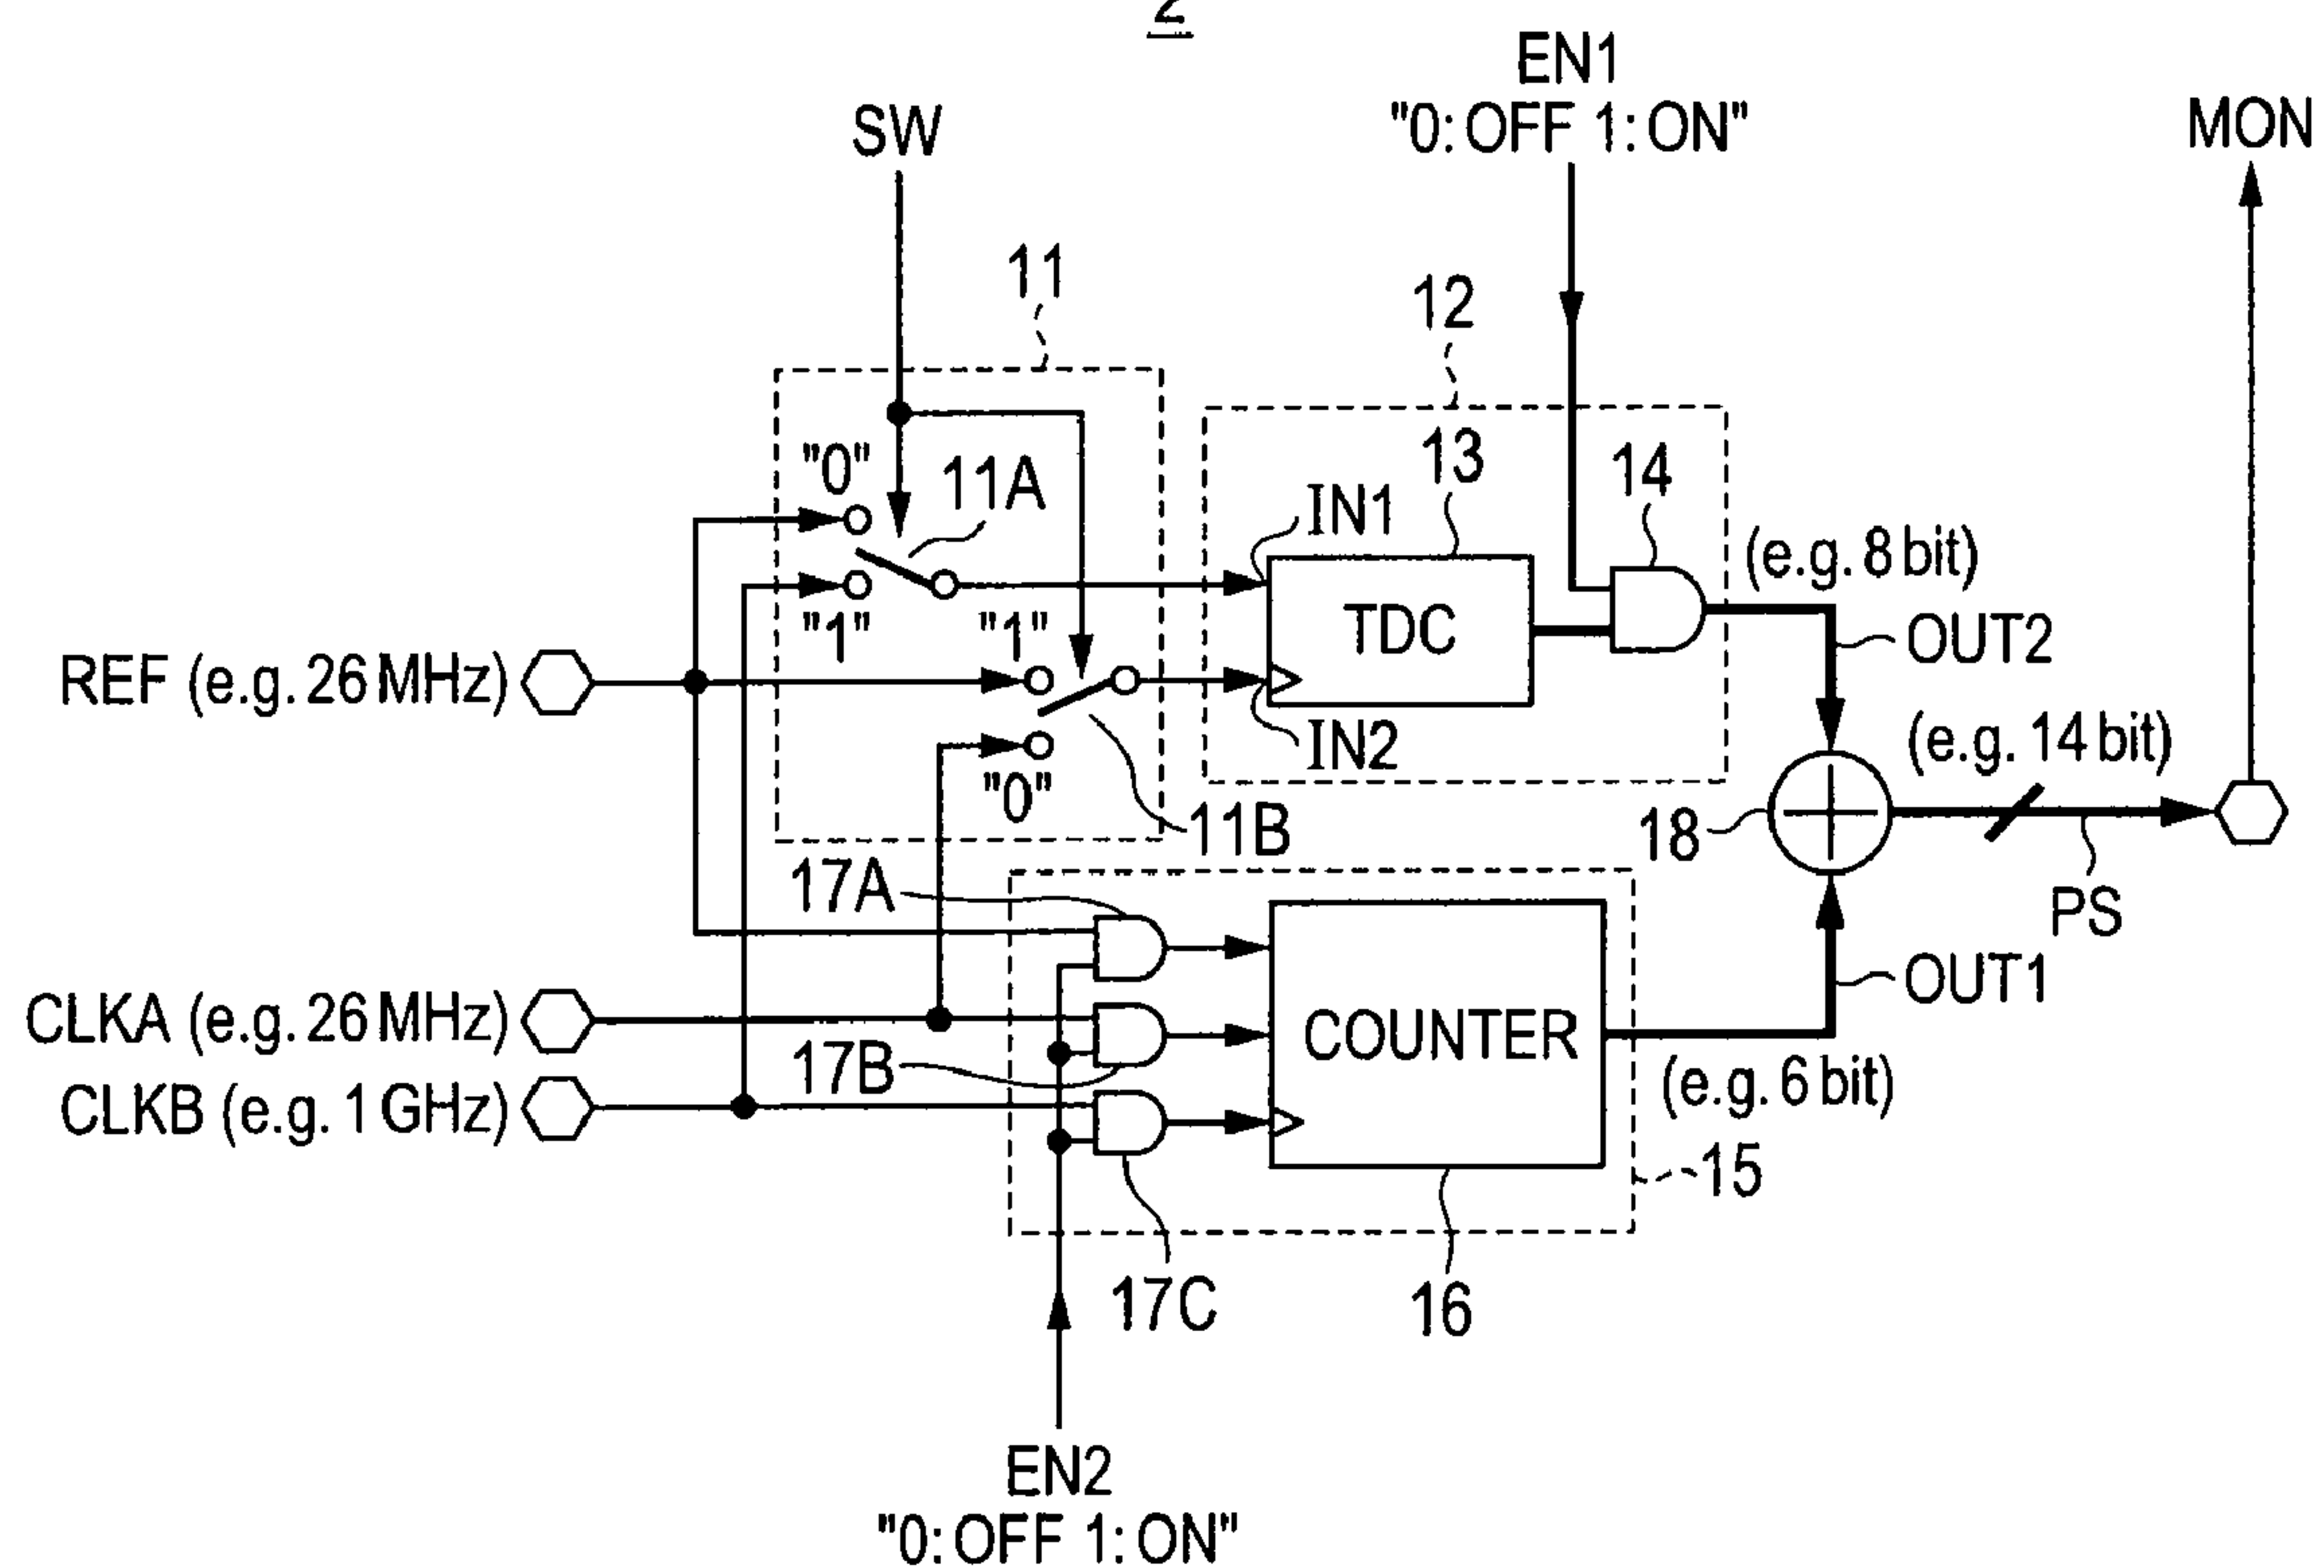 2
EN1
"0: OFF 1: ON"
SW
MON
11
12
"0"
11A
13
14
IN1
(e.g. 8 bit)
"1"
"1"
TDC
OUT2
REF (e.g. 26 MHz)
IN2
(e.g. 14 bit)
"0"
11B
18
17A
PS
CLKA (e.g. 26 MHz)
COUNTER
OUT1
17B
CLKB (e.g. 1 GHz)
(e.g. 6 bit)
15
17C
16
EN2
"0: OFF 1: ON"